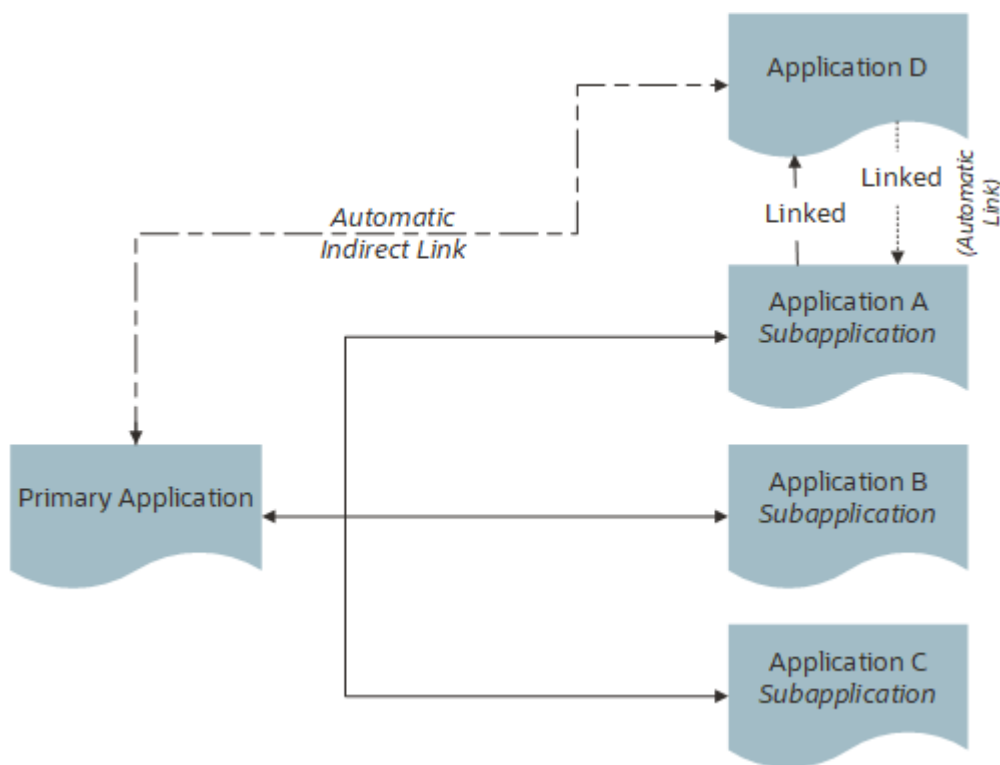 Application D
Linked
(Automatic
Link)
Linked
Automatic
Indirect Link
Application A
Subapplication
Primary Application
Application B
Subapplication
Application C
Subapplication